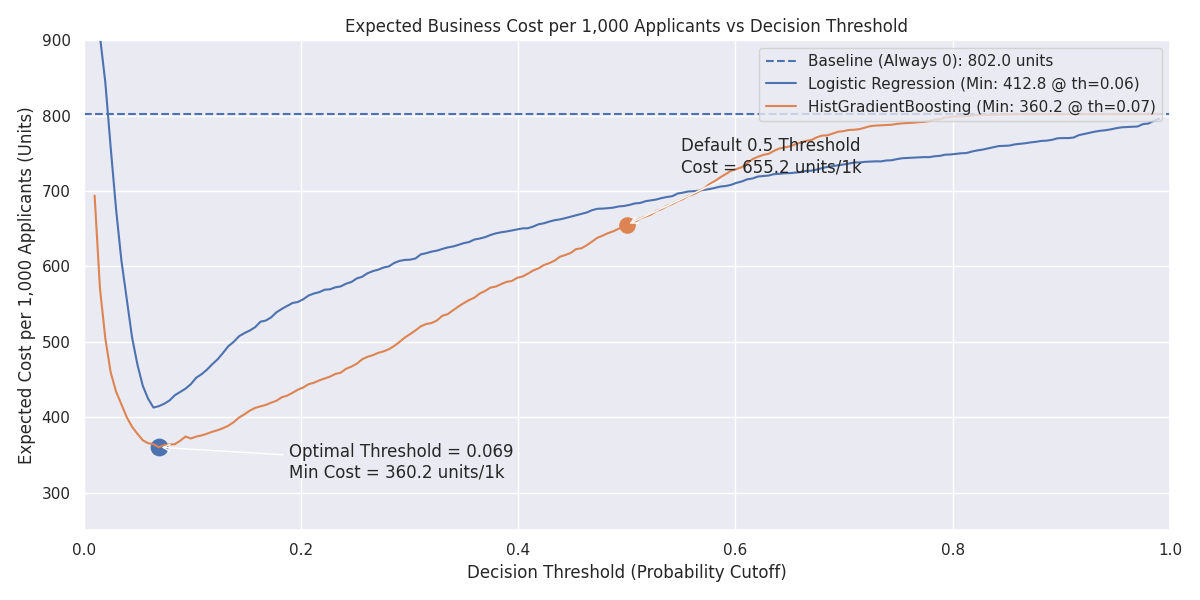 Expected Business Cost per 1,000 Applicants vs Decision Threshold
Expected Cost per 1,000 Applicants (Units)
900
800
700
600
500
400
300
Baseline (Always 0): 802.0 units
Logistic Regression (Min: 412.8 @ th=0.06)
HistGradientBoosting (Min: 360.2 @ th=0.07)
Default 0.5 Threshold
Cost = 655.2 units/1k
Optimal Threshold = 0.069
Min Cost = 360.2 units/1k
0.0 0.2 0.4 0.6 0.8 1.0
Decision Threshold (Probability Cutoff)